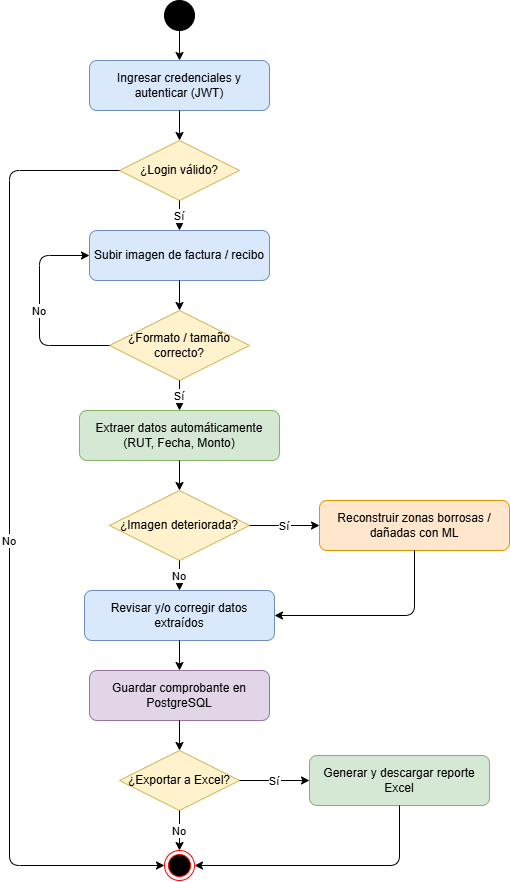 Ingresar credenciales y
autenticar (JWT)
¿Login válido?
Sí
Subir imagen de factura / recibo
No
¿Formato / tamaño
correcto?
Sí
Extraer datos automáticamente
(RUT, Fecha, Monto)
¿Imagen deteriorada?
Sí
Reconstruir zonas borrosas /
dañadas con ML
No
No
Revisar y/o corregir datos
extraídos
Guardar comprobante en
PostgreSQL
¿Exportar a Excel?
Sí
Generar y descargar reporte
Excel
No